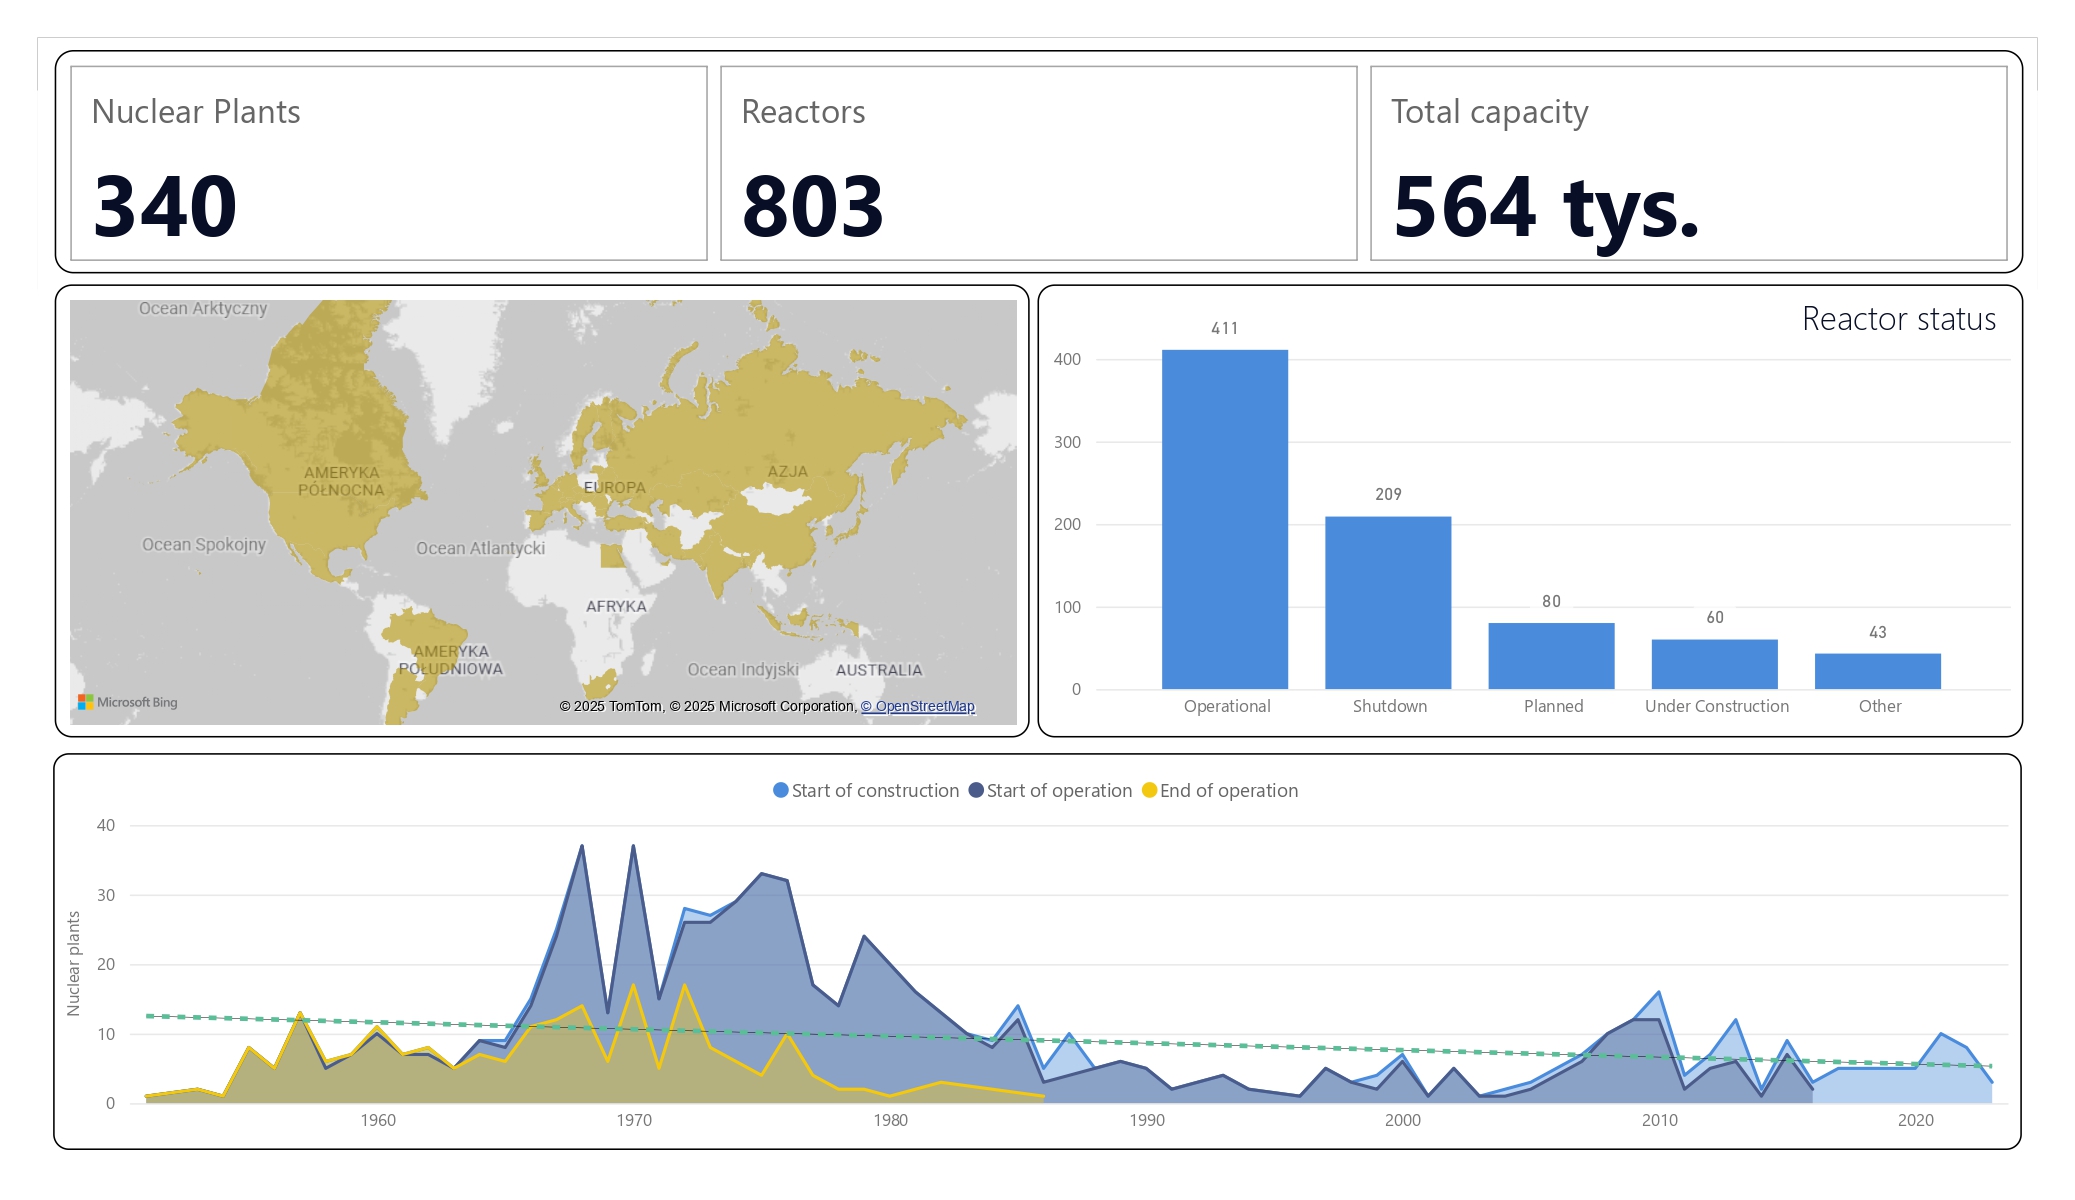 Nuclear Plants
340
Reactors
803
Total capacity
564 tys.
Ocean Arktyczny
AMERYKA
PÓŁNOCNA
EUROPA
AZJA
Ocean Spokojny
Ocean Atlantycki
AFRYKA
AMERYKA
POŁUDNIOWA
Ocean Indyjski
AUSTRALIA
Microsoft Bing
© 2025 TomTom, © 2025 Microsoft Corporation, © OpenStreetMap
Reactor status
411
400
300
209
200
100
80
60
43
0
Operational
Shutdown
Planned
Under Construction
Other
Start of construction
Start of operation
End of operation
Nuclear plants
40
30
20
10
0
1960
1970
1980
1990
2000
2010
2020